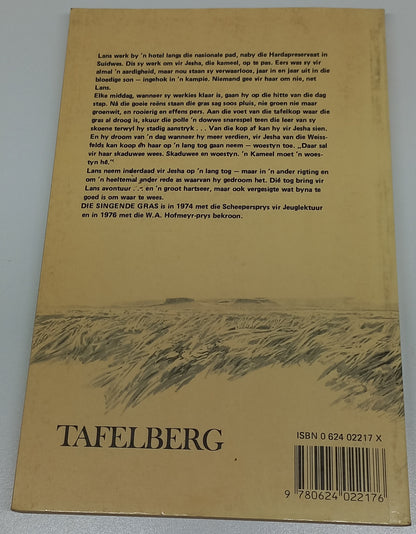 Lans werk by 'n hotel langs die nasionale pad, naby die Hardapreservaat in
Suidwes. Dis sy werk om vir Jesha, die kameel, op te pas. Eers was sy vir
almal 'n aardigheid, maar nou staan sy verwaarloos, jaar in en jaar uit in die
bloedige son – ingehok in 'n kampie. Niemand gee vir haar om nie, net
Lans.
Elke middag, wanneer sy werkies klaar is, gaan hy op die hitte van die dag
stap. Ná die goeie reëns staan die gras sag soos pluis, nie groen nie maar
groenwit, en rooiering en effens pers. Aan die voet van die tafelkop waar die
gras al droog is, skuur die polle 'n dowwe snarespel teen die leer van sy
skoene terwyl hy stadig aanstryk . . . Van die kop af kan hy vir Jesha sien.
En hy droom van 'n dag wanneer hy meer verdien, vir Jesha van die Weiss-
felds kan koop én haar op 'n lang tog gaan neem – woestyn toe. „Daar sal
vir haar skaduwee wees. Skaduwee en woestyn. 'n Kameel moet 'n woes-
tyn hê."
Lans neem inderdaad vir Jesha op 'n lang tog – maar in 'n ander rigting en
om 'n heeltemal ander rede as waarvan hy gedroom het. Dié tog bring vir
Lans avontuur . . . en 'n groot hartseer, maar ook vergesigte wat byna te
goed is om waar te wees.
DIE SINGENDE GRAS is in 1974 met die Scheepersprys vir Jeuglektuur
en in 1976 met die W.A. Hofmeyr-prys bekroon.
TAFELBERG
ISBN 0 624 02217 X
9 780624 022176